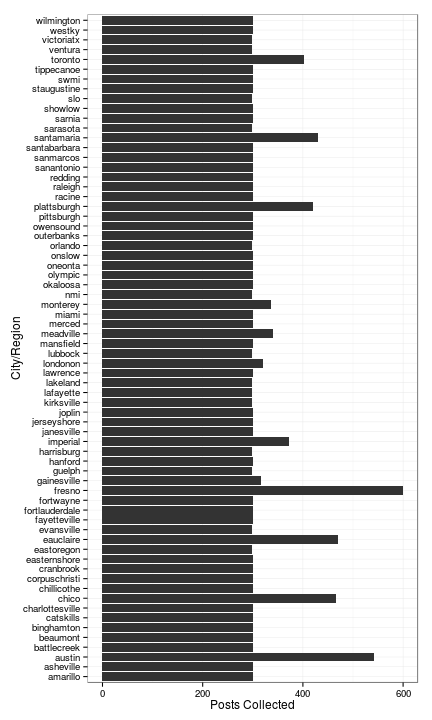 wilmington
westky
victoriatx
ventura
toronto
tippecanoe
swmi
staugustine
slo
showlow
sarnia
sarasota
santamaria
santabarbara
sanmarcos
sanantonio
redding
raleigh
racine
plattsburgh
pittsburgh
owensound
outerbanks
orlando
onslow
oneonta
olympic
okaloosa
nmi
monterey
miami
merced
meadville
mansfield
lubbock
londonon
lawrence
lakeland
lafayette
kirksville
joplin
jerseyshore
janesville
imperial
harrisburg
hanford
guelph
gainesville
fresno
fortwayne
fortlauderdale
fayetteville
evansville
eauclaire
eastoregon
easternshore
cranbrook
corpuschristi
chillicothe
chico
charlottesville
catskills
binghamton
beaumont
battlecreek
austin
asheville
amarillo
City/Region
0 200 400 600
Posts Collected